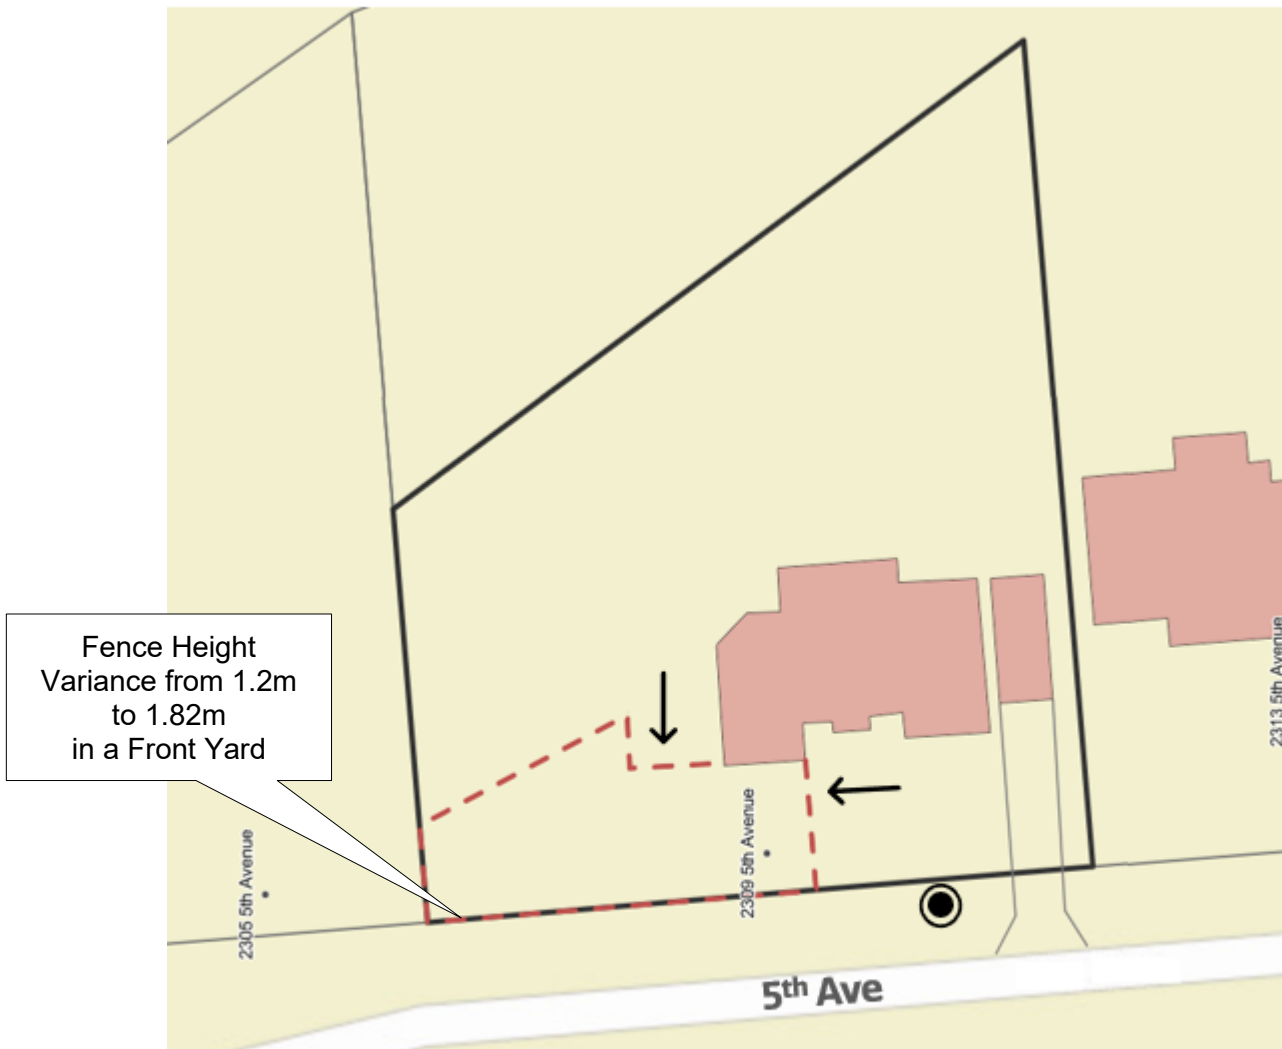 Fence Height
Variance from 1.2m
to 1.82m
in a Front Yard
2305 5th Avenue
2309 5th Avenue
2313 5th Avenue
5th Ave